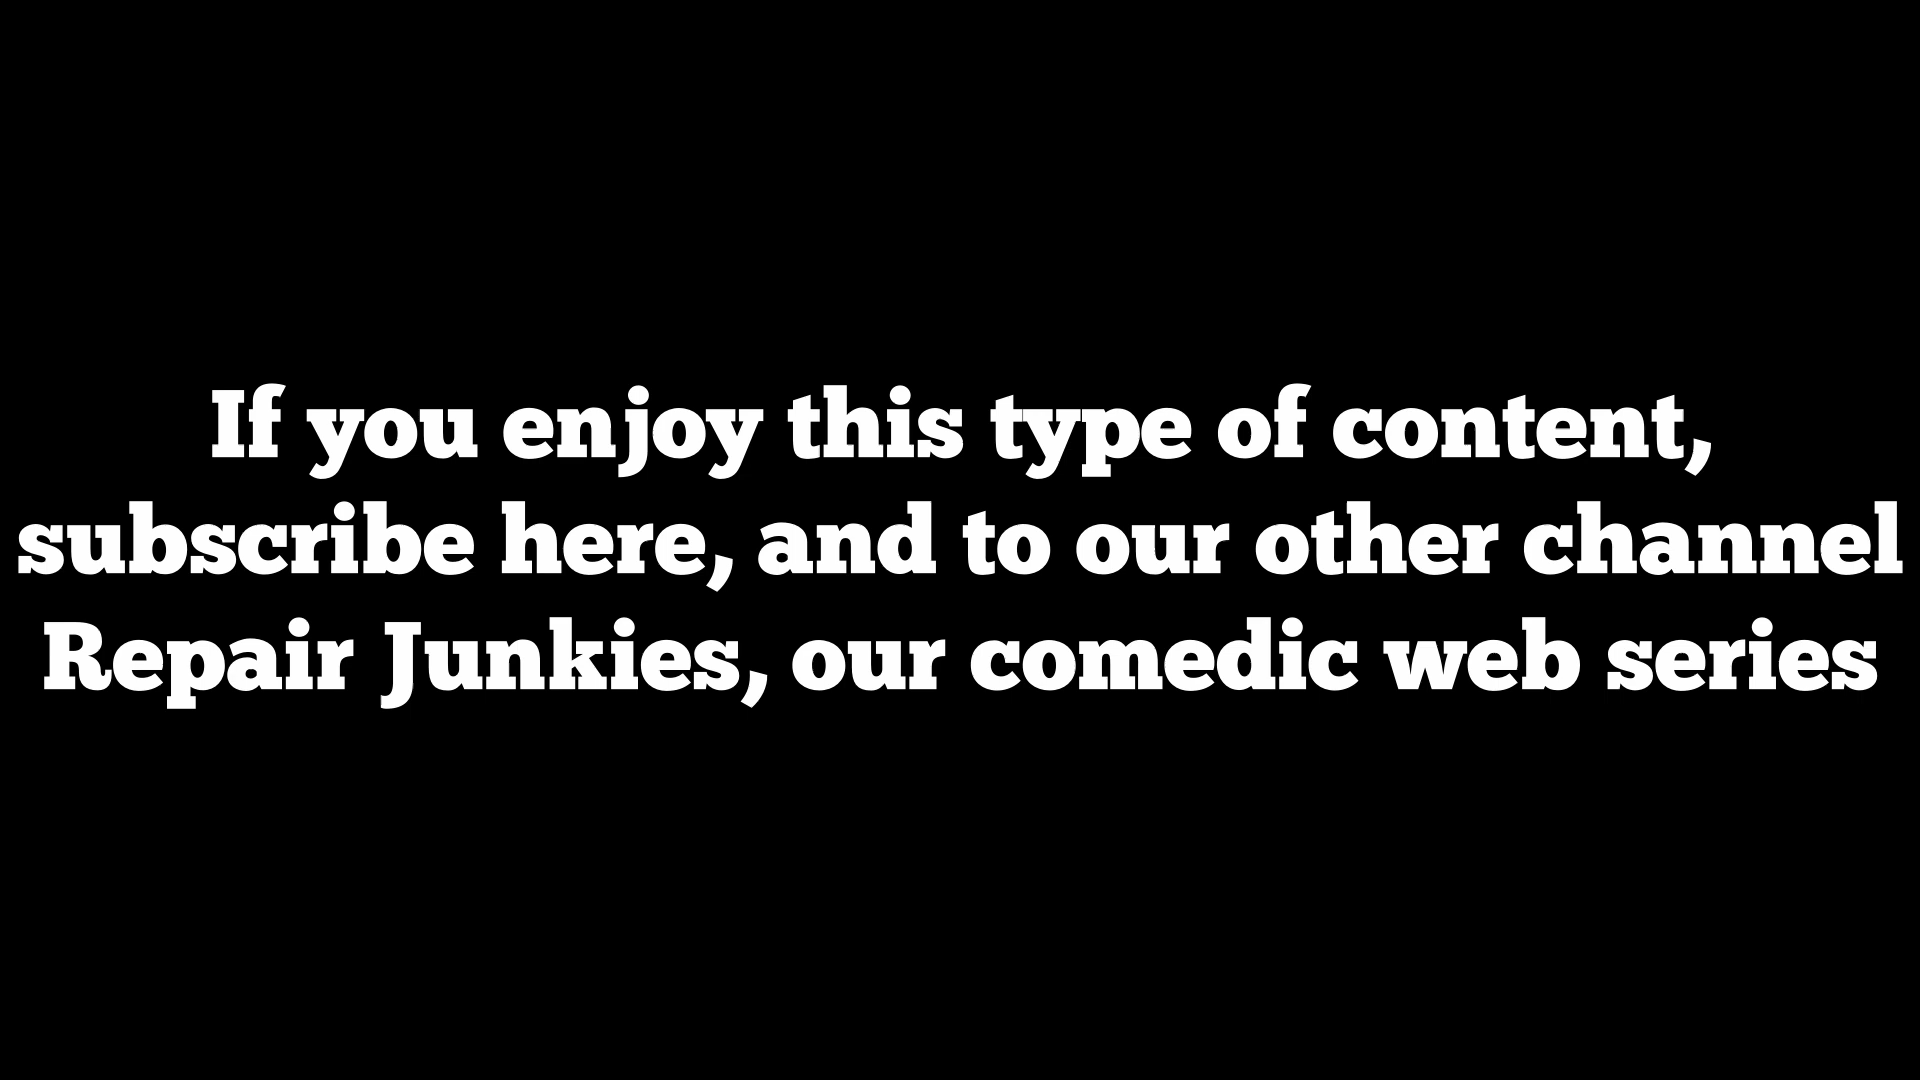 If you enjoy this type of content,
subscribe here, and to our other channel
Repair Junkies, our comedic web series